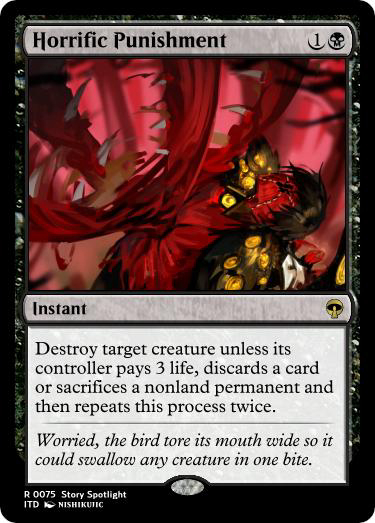 Horrific Punishment 1
Instant
Destroy target creature unless its
controller pays 3 life, discards a card
or sacrifices a nonland permanent and
then repeats this process twice.
Worried, the bird tore its mouth wide so it
could swallow any creature in one bite.
R 0075 Story Spotlight
ITD NISHIKUJIC